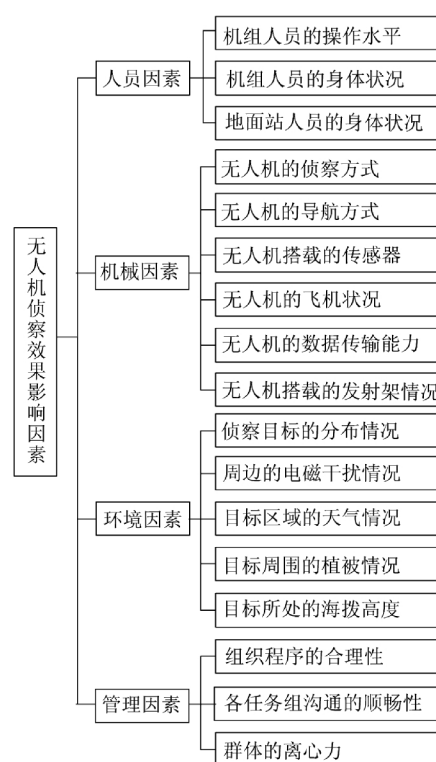 无人机侦察效果影响因素
人员因素
机组人员的操作水平
机组人员的身体状况
地面站人员的身体状况
机械因素
无人机的侦察方式
无人机的导航方式
无人机搭载的传感器
无人机的飞机状况
无人机的数据传输能力
无人机搭载的发射架情况
环境因素
侦察目标的分布情况
周边的电磁干扰情况
目标区域的天气情况
目标周围的植被情况
目标所处的海拨高度
管理因素
组织程序的合理性
各任务组沟通的顺畅性
群体的离心力